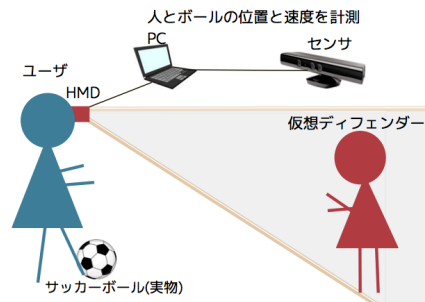 人とボールの位置と速度を計測
PC
センサ
ユーザ
HMD
仮想ディフェンダー
サッカーボール(実物)